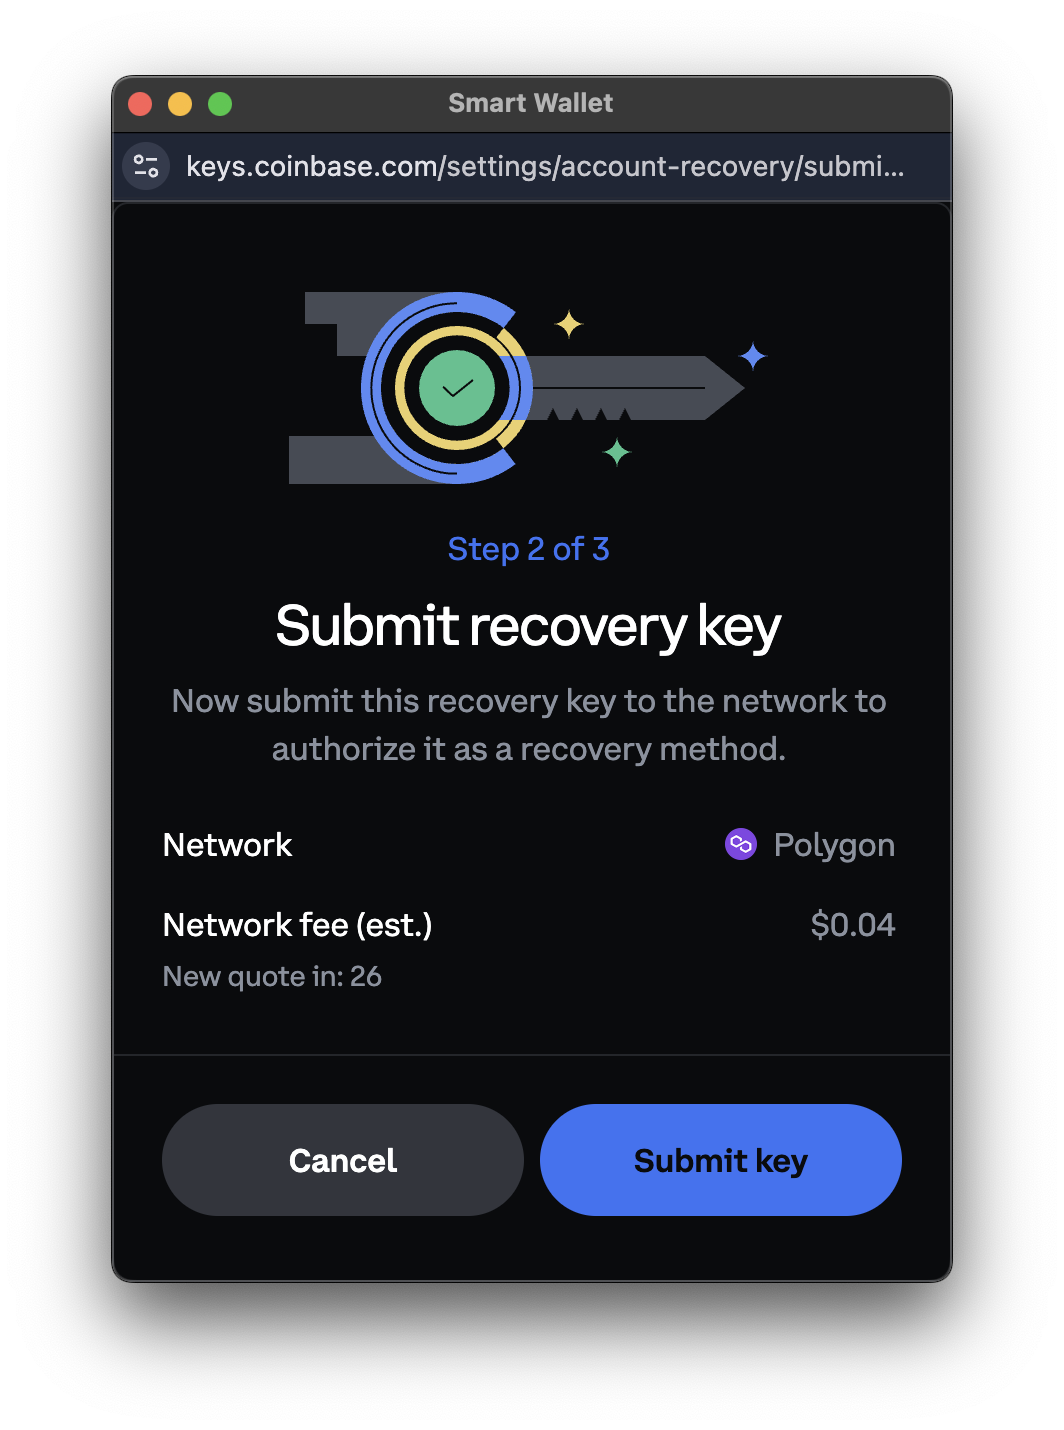 Smart Wallet
keys.coinbase.com/settings/account-recovery/submi...
Step 2 of 3
Submit recovery key
Now submit this recovery key to the network to
authorize it as a recovery method.
Network Polygon
Network fee (est.) $0.04
New quote in: 26
Cancel Submit key